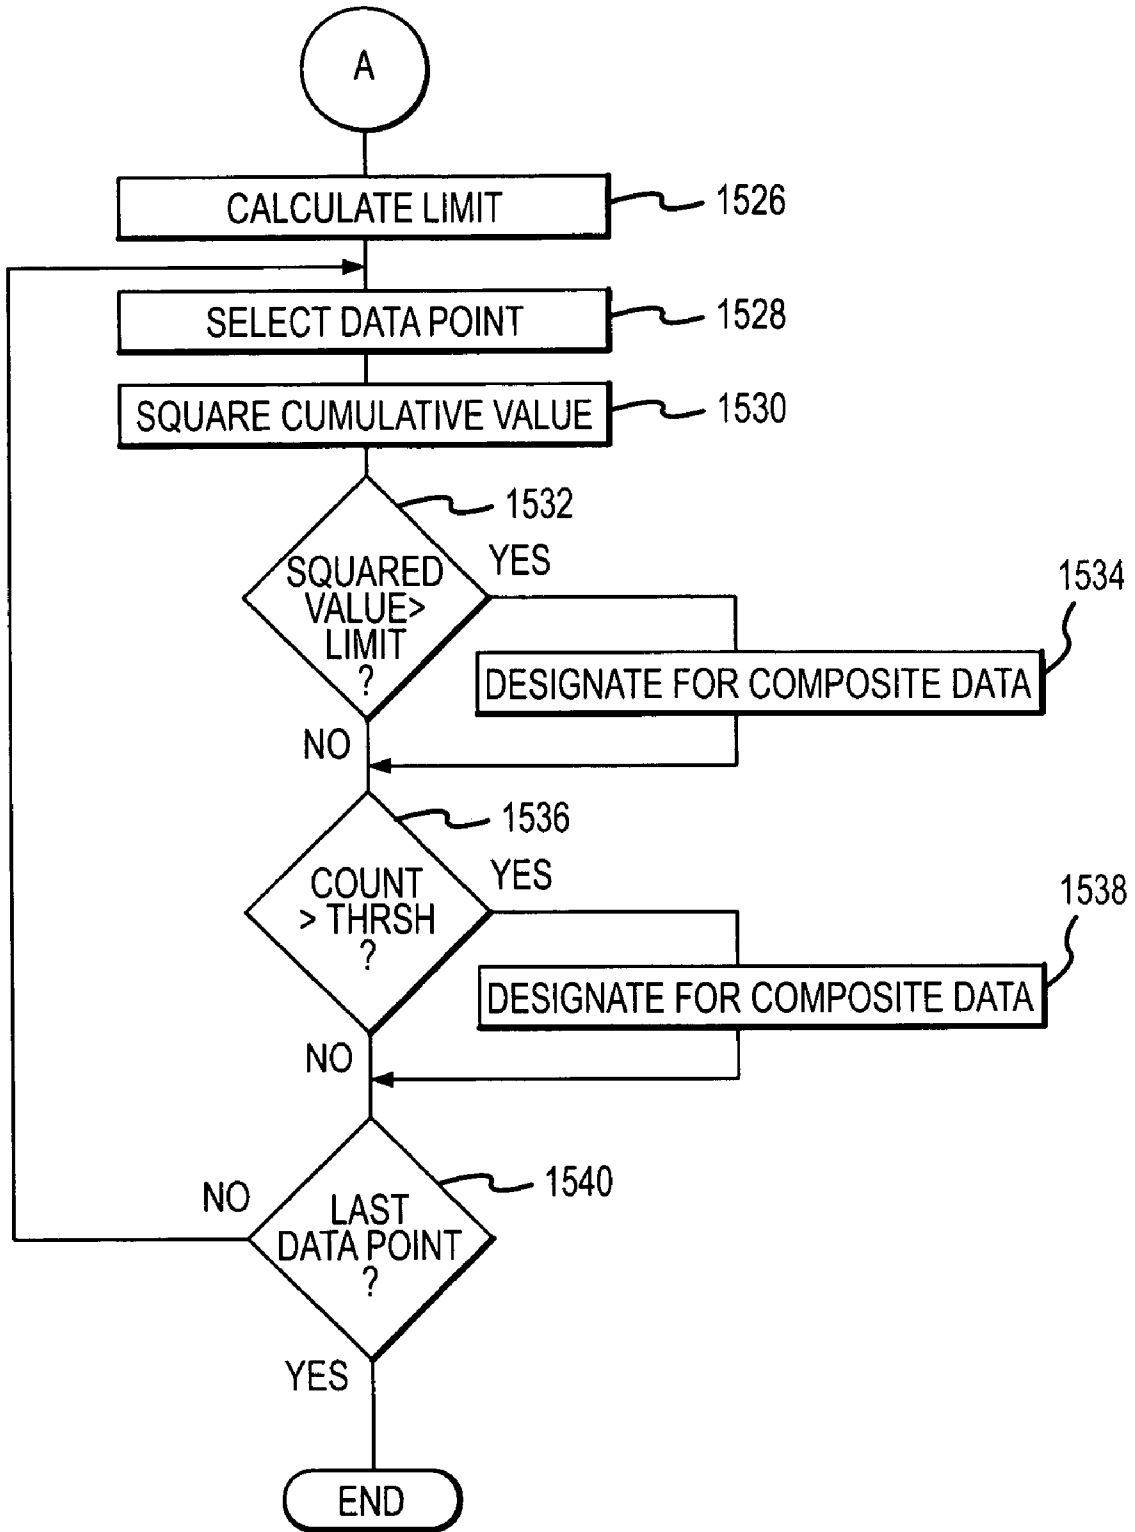 A
CALCULATE LIMIT
1526
SELECT DATA POINT
1528
SQUARE CUMULATIVE VALUE
1530
1532
SQUARED
VALUE>
LIMIT
?
YES
1534
DESIGNATE FOR COMPOSITE DATA
NO
1536
COUNT
> THRSH
?
YES
1538
DESIGNATE FOR COMPOSITE DATA
NO
1540
NO
LAST
DATA POINT
?
YES
END